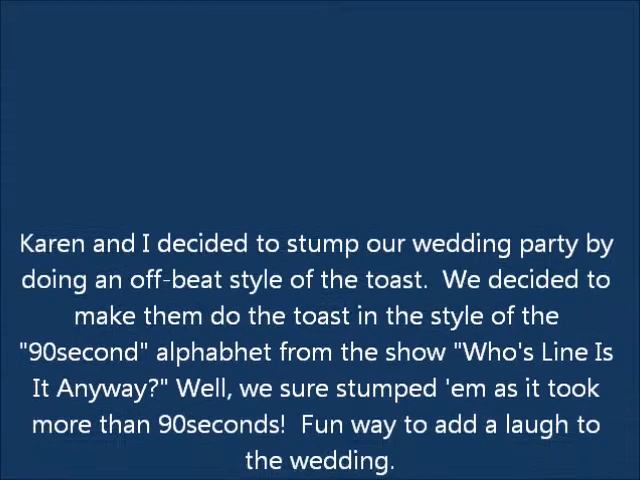 Karen and I decided to stump our wedding party by
doing an off-beat style of the toast.  We decided to
make them do the toast in the style of the
"90second" alphabhet from the show "Who's Line Is
It Anyway?" Well, we sure stumped 'em as it took
more than 90seconds!  Fun way to add a laugh to
the wedding.